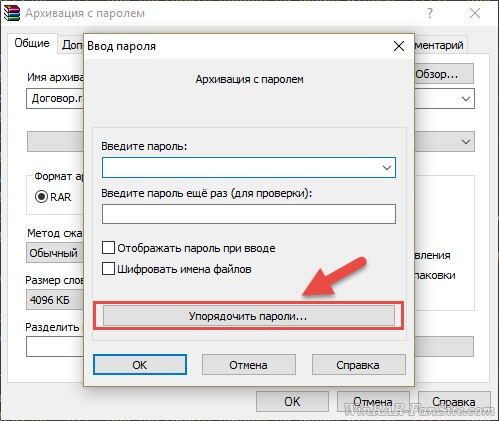 Архивация с паролем
Общие
Имя архива
Обзор...
Договор.r
Формат ар
RAR
Метод сжа
Обычный
Размер слов
4096 КБ
Разделить
ментарий
вления
паковки
Ввод пароля
Архивация с паролем
Введите пароль:
Введите пароль ещё раз (для проверки):
Отображать пароль при вводе
Шифровать имена файлов
Упорядочить пароли...
OK
Отмена
Справка
OK
Отмена
Справка
WinRAR-FanSite.com